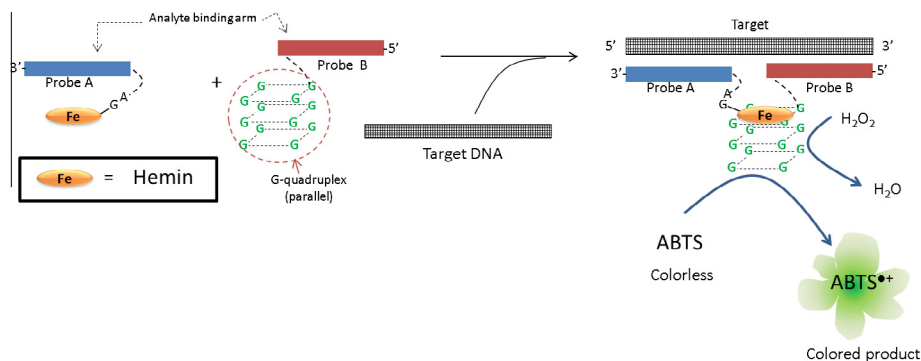 Analyte binding arm
3’
Probe A
Fe
G
A
+
5’
Probe B
G G
G G
G G
G G
G G
G G
G-quadruplex
(parallel)
Fe = Hemin
Target DNA
Target
5’ 3’
3’
Probe A
Probe B
5’
A
G
Fe
G G
G G
G G
G G
G G
G G
H₂O₂
H₂O
ABTS
Colorless
ABTS●+
Colored product